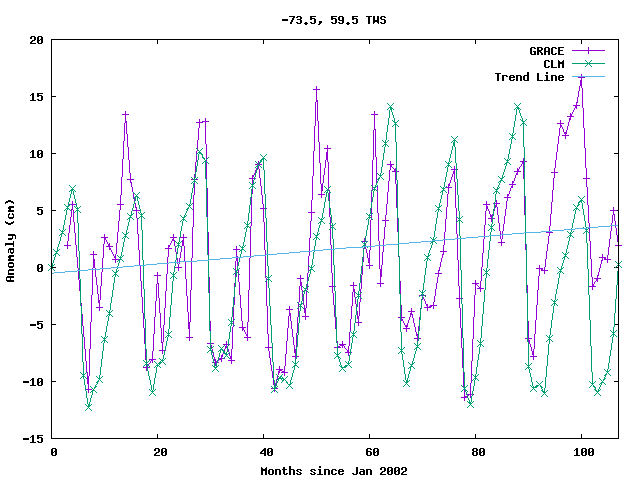 -73.5, 59.5 TWS
GRACE
CLM
Trend Line
20
15
10
5
0
-5
-10
-15
Anomaly (cm)
0 20 40 60 80 100
Months since Jan 2002